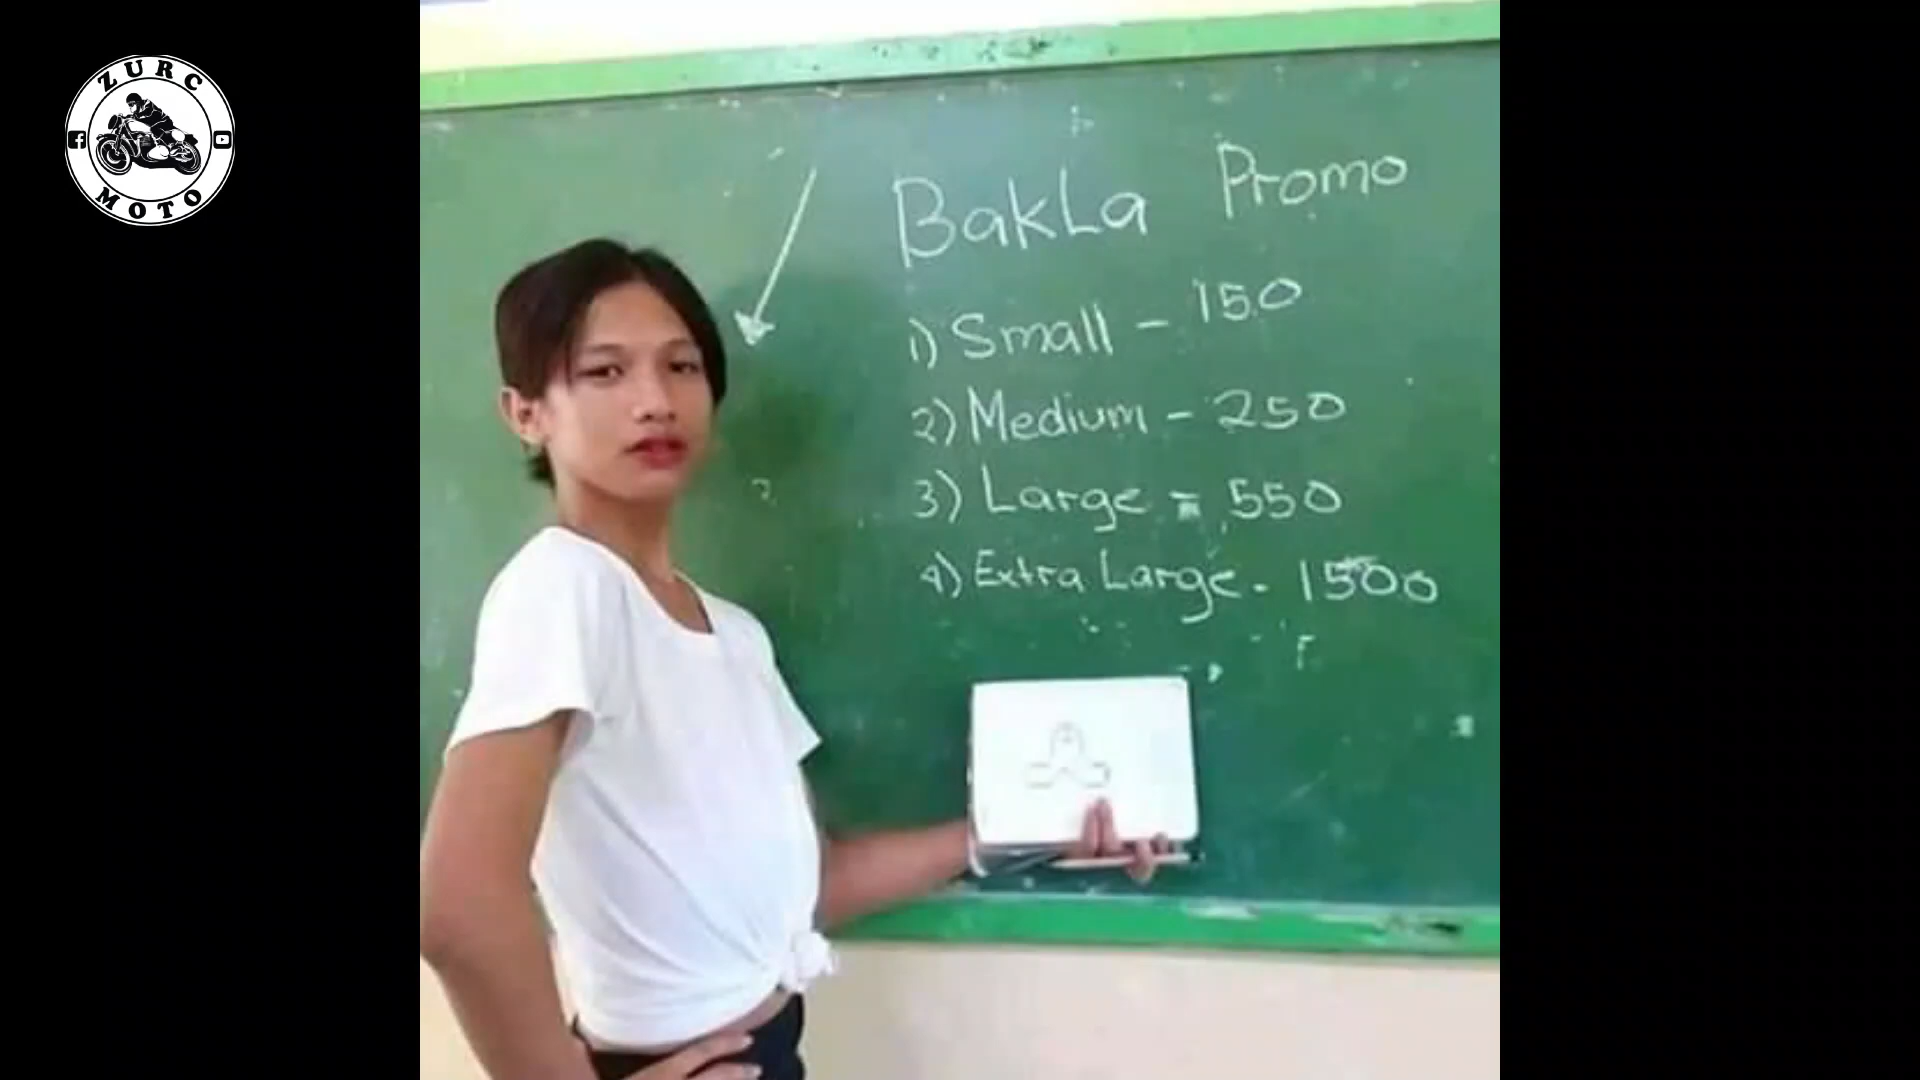 ZURC
MOTO
BakLa Promo
1) Small - 150
2) Medium - 250
3) Large - 550
4) Extra Large - 1500